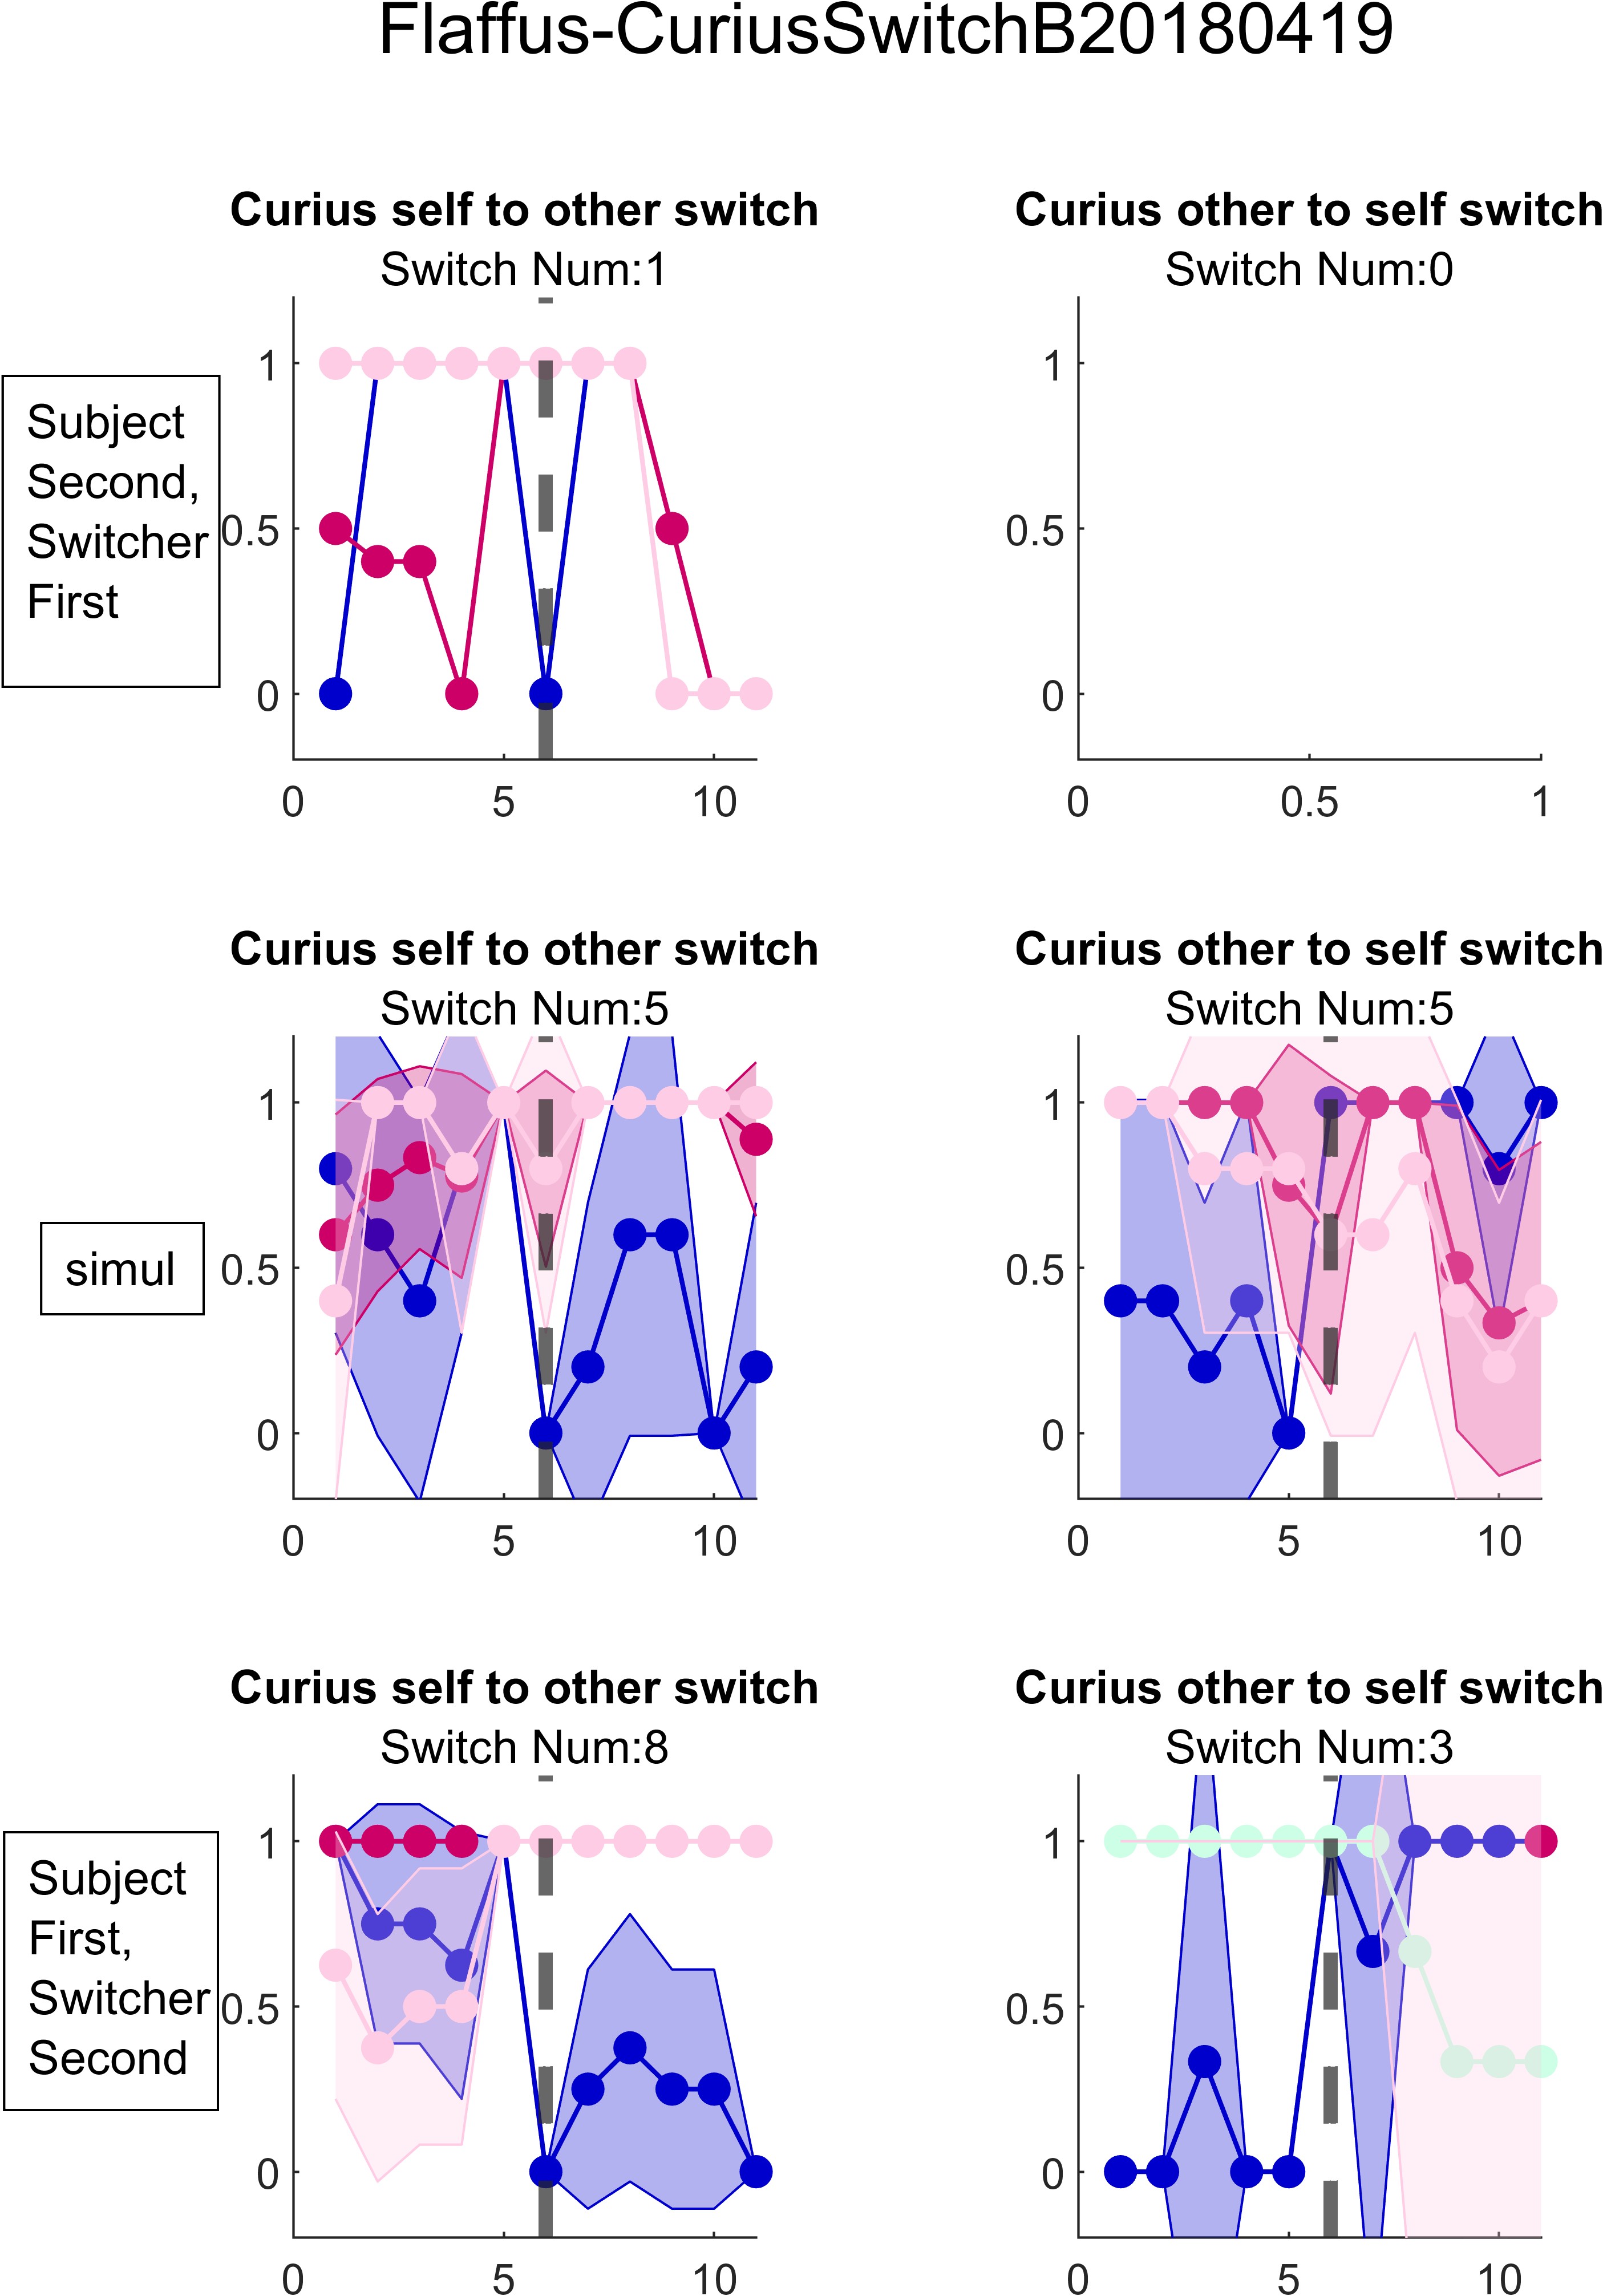 Flaffus-CuriusSwitchB20180419
Curius self to other switch
Switch Num:1
Curius other to self switch
Switch Num:0
Subject
Second,
Switcher
First
1
0.5
0
0
5
10
1
0.5
0
0
0.5
1
Curius self to other switch
Switch Num:5
Curius other to self switch
Switch Num:5
simul
1
0.5
0
0
5
10
1
0.5
0
0
5
10
Curius self to other switch
Switch Num:8
Curius other to self switch
Switch Num:3
Subject
First,
Switcher
Second
1
0.5
0
0
5
10
1
0.5
0
0
5
10